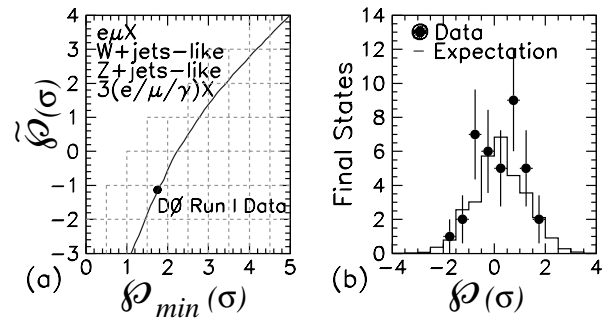 eμX
W+jets-like
Z+jets-like
3(e/μ/γ)X
DØ Run I Data
4
3
2
1
0
-1
-2
-3
℘̃(σ)
0 1 2 3 4 5
℘min (σ)
(a)
Data
Expectation
14
12
10
8
6
4
2
0
Final States
-4 -2 0 2 4
℘(σ)
(b)